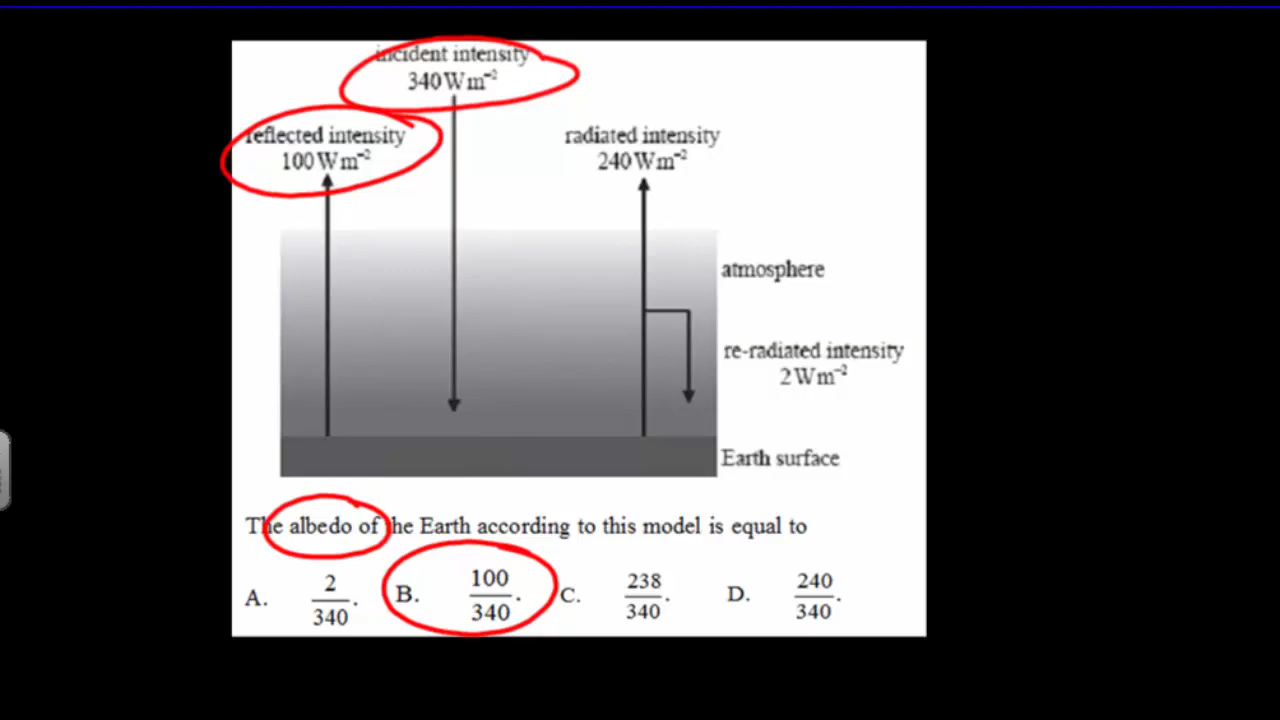 incident intensity
340 W m⁻²
reflected intensity
100 W m⁻²
radiated intensity
240 W m⁻²
atmosphere
re-radiated intensity
2 W m⁻²
Earth surface
The albedo of the Earth according to this model is equal to
A. 2/340. B. 100/340. C. 238/340. D. 240/340.